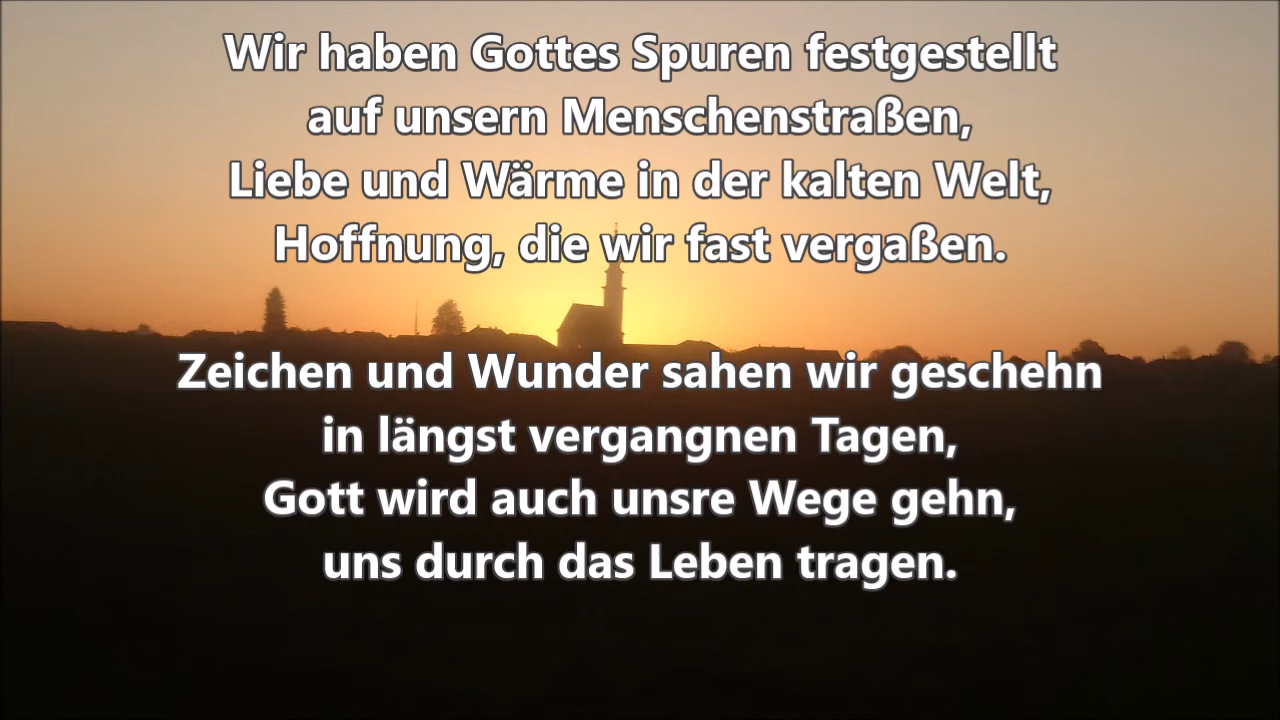 Wir haben Gottes Spuren festgestellt
auf unsern Menschenstraßen,
Liebe und Wärme in der kalten Welt,
Hoffnung, die wir fast vergaßen.
Zeichen und Wunder sahen wir geschehn
in längst vergangnen Tagen,
Gott wird auch unsre Wege gehn,
uns durch das Leben tragen.